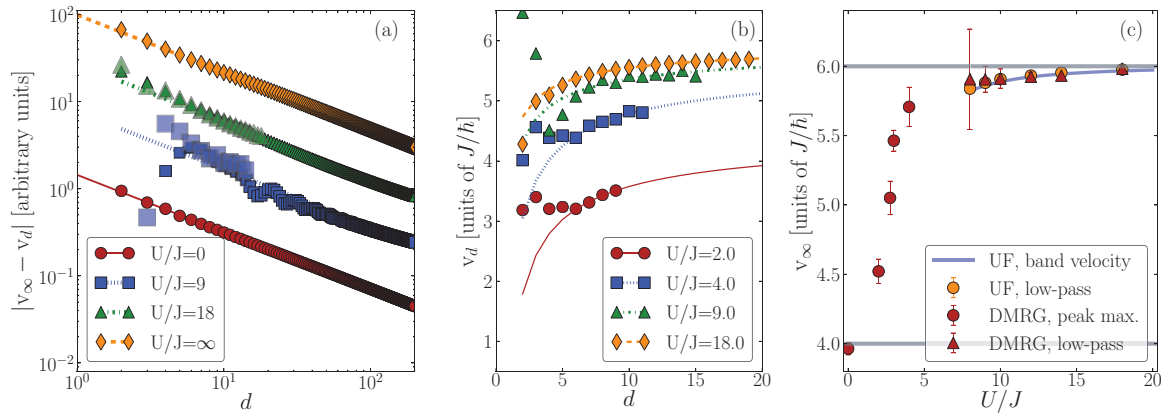 (a)
|v∞ − vd| [arbitrary units]
10²
10¹
10⁰
10⁻¹
10⁻²
10⁰
10¹
10²
d
U/J=0
U/J=9
U/J=18
U/J=∞
(b)
vd [units of J/ħ]
6
5
4
3
2
1
0
5
10
15
20
d
U/J=2.0
U/J=4.0
U/J=9.0
U/J=18.0
(c)
v∞ [units of J/ħ]
6.0
5.5
5.0
4.5
4.0
0
5
10
15
20
U/J
UF, band velocity
UF, low-pass
DMRG, peak max.
DMRG, low-pass